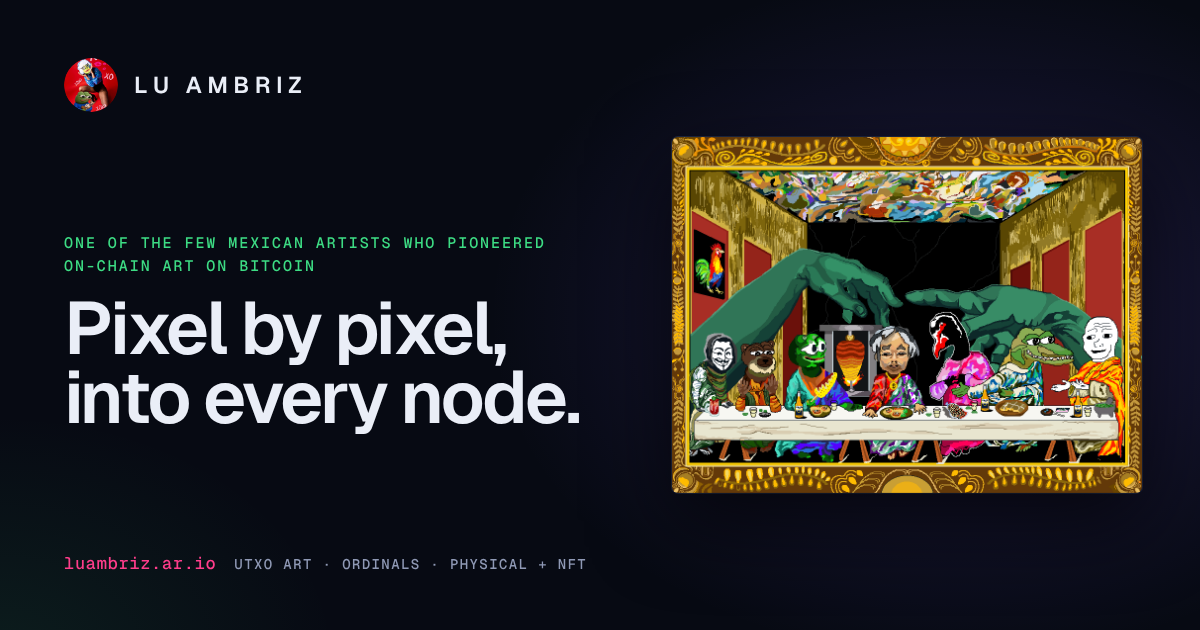 LU AMBRIZ
ONE OF THE FEW MEXICAN ARTISTS WHO PIONEERED
ON-CHAIN ART ON BITCOIN
Pixel by pixel,
into every node.
luambriz.ar.io UTXO ART · ORDINALS · PHYSICAL + NFT